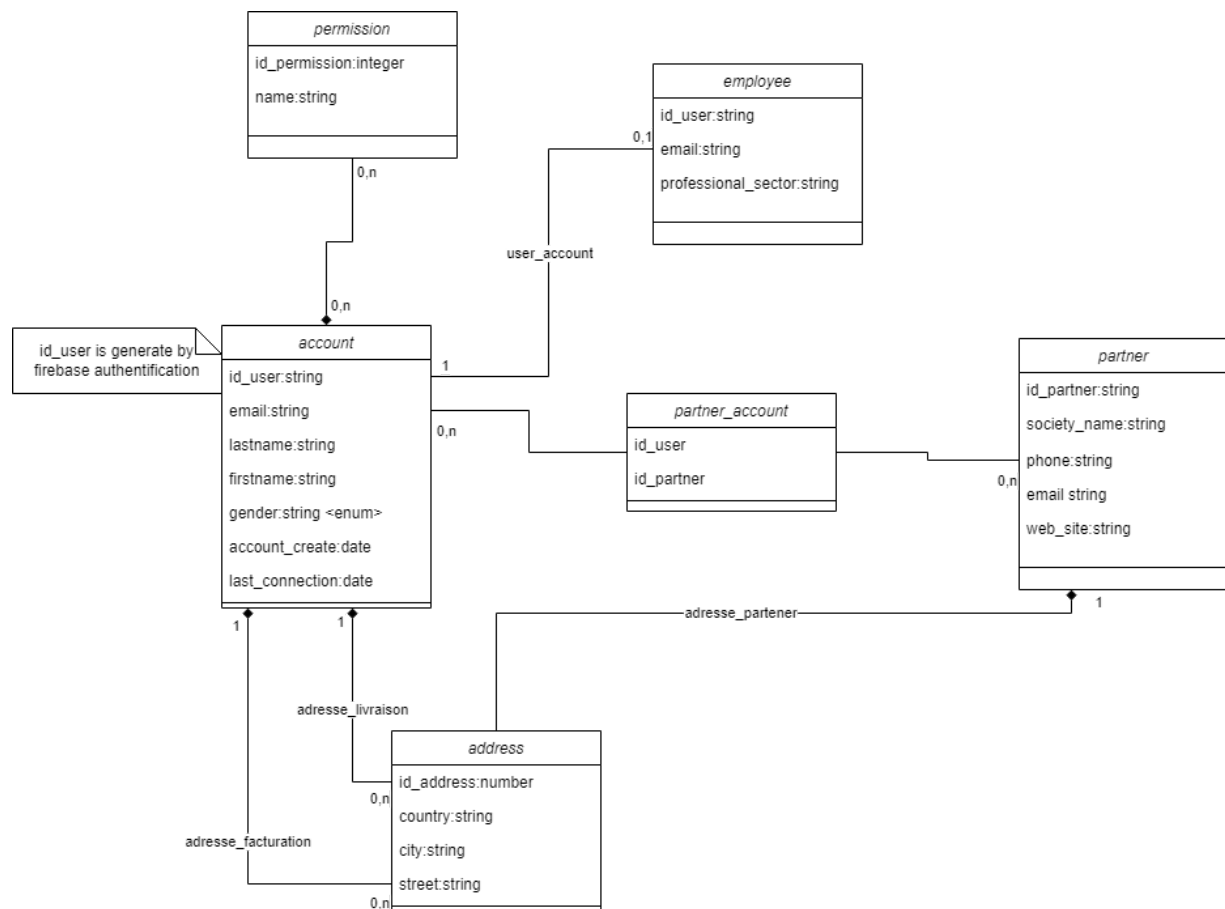 permission
id_permission:integer
name:string
0,n
0,n
employee
id_user:string
email:string
professional_sector:string
0,1
user_account
1
id_user is generate by
firebase authentification
account
id_user:string
email:string
lastname:string
firstname:string
gender:string <enum>
account_create:date
last_connection:date
0,n
partner_account
id_user
id_partner
partner
id_partner:string
society_name:string
phone:string
email string
web_site:string
0,n
1
adresse_partener
1
1
adresse_livraison
0,n
adresse_facturation
0,n
address
id_address:number
country:string
city:string
street:string